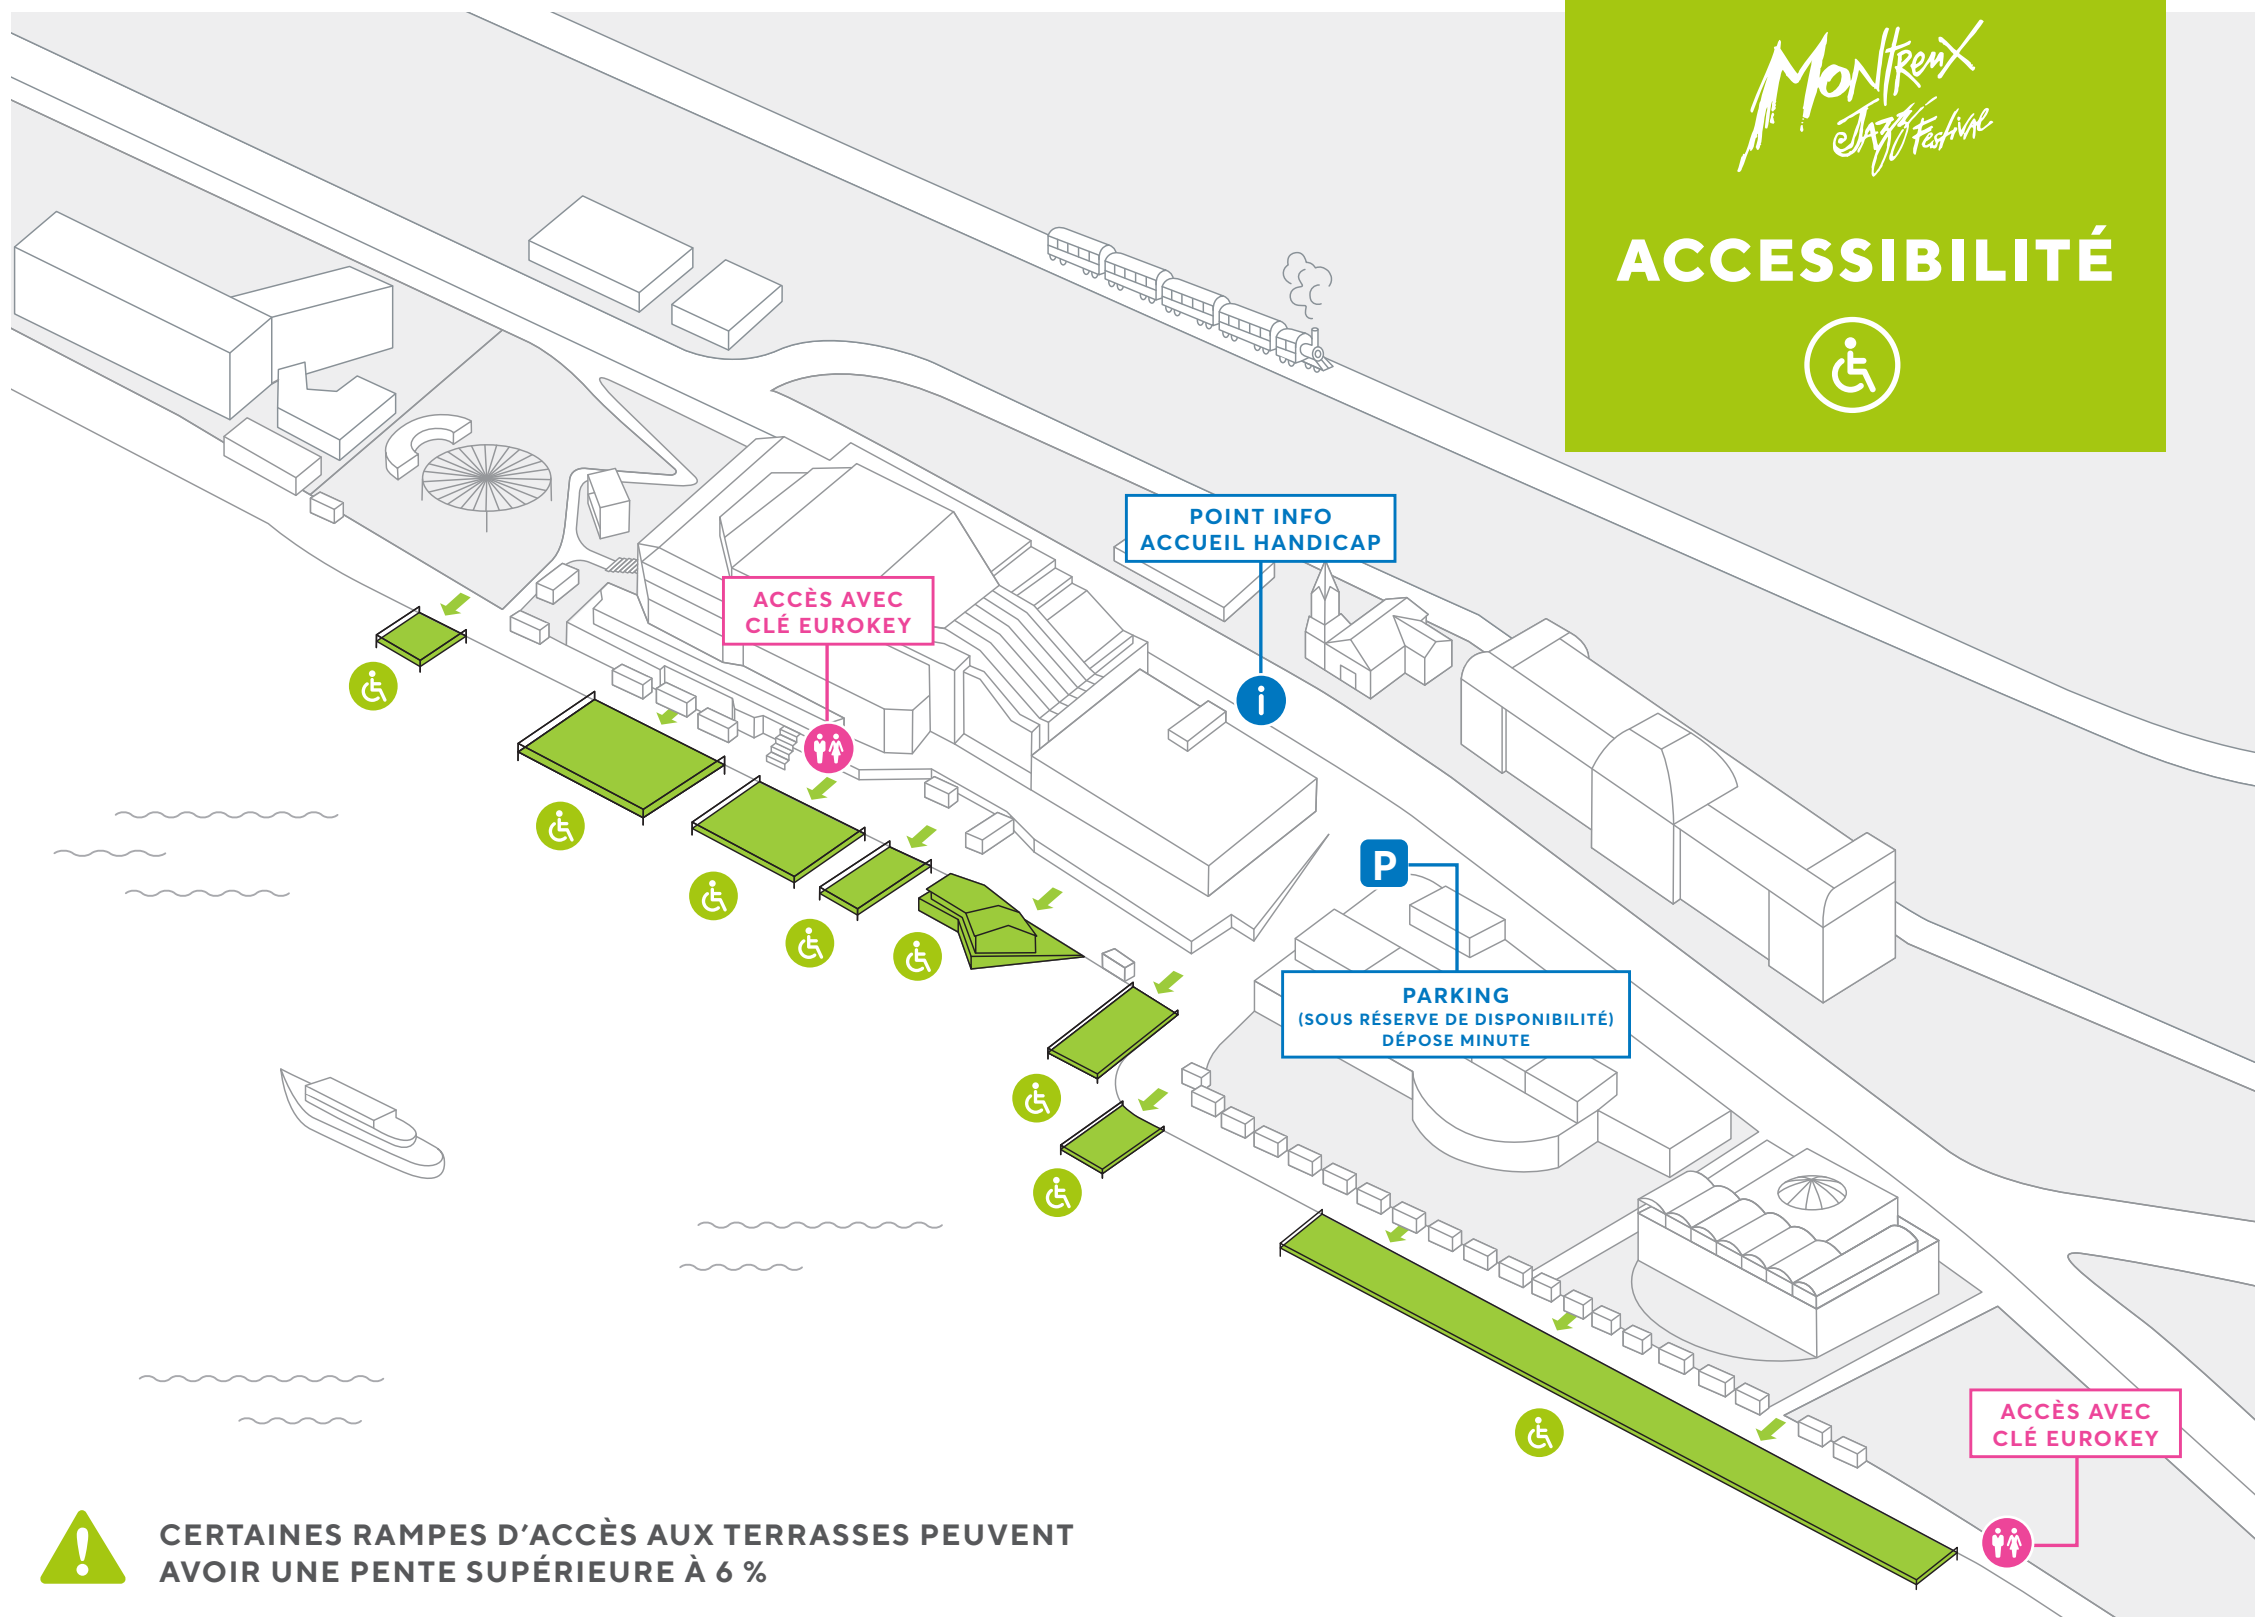 MONTREUX
JAZZ Festival
ACCESSIBILITÉ
POINT INFO
ACCUEIL HANDICAP
ACCÈS AVEC
CLÉ EUROKEY
i
P
PARKING
(SOUS RÉSERVE DE DISPONIBILITÉ)
DÉPOSE MINUTE
ACCÈS AVEC
CLÉ EUROKEY
CERTAINES RAMPES D’ACCÈS AUX TERRASSES PEUVENT
AVOIR UNE PENTE SUPÉRIEURE À 6 %